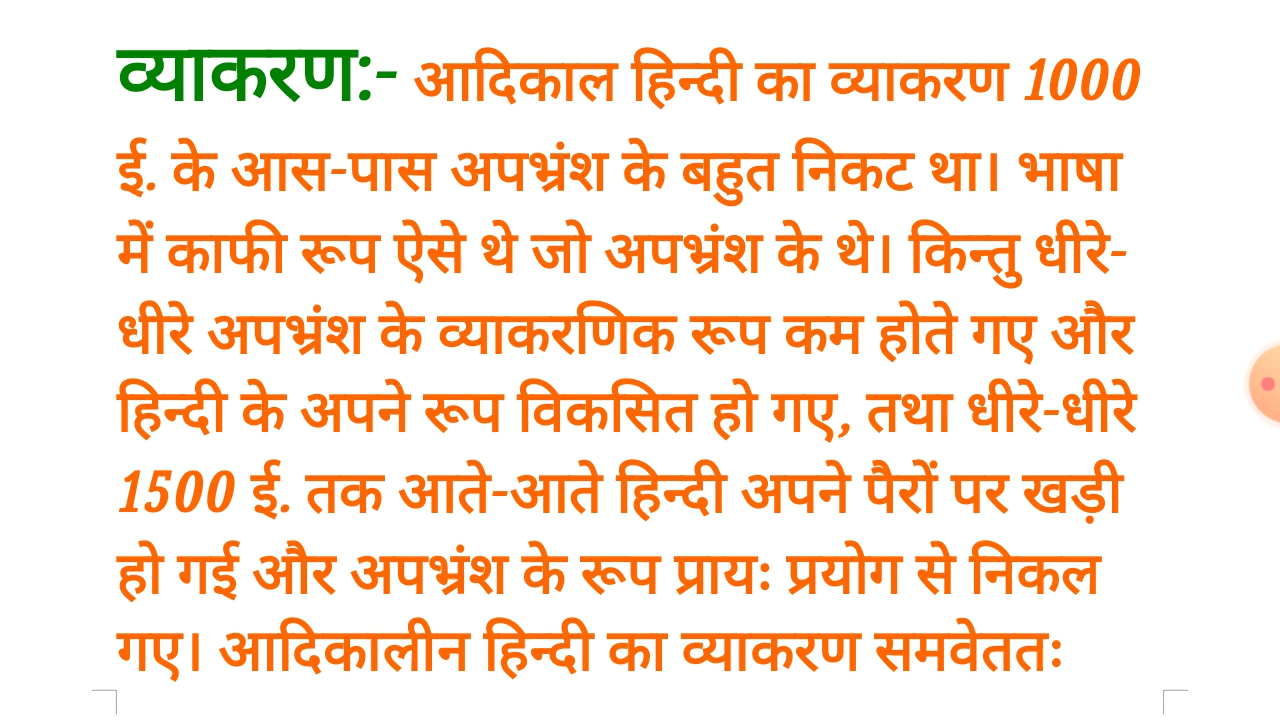 व्याकरण:- आदिकाल हिन्दी का व्याकरण 1000
ई. के आस-पास अपभ्रंश के बहुत निकट था। भाषा
में काफी रूप ऐसे थे जो अपभ्रंश के थे। किन्तु धीरे-
धीरे अपभ्रंश के व्याकरणिक रूप कम होते गए और
हिन्दी के अपने रूप विकसित हो गए, तथा धीरे-धीरे
1500 ई. तक आते-आते हिन्दी अपने पैरों पर खड़ी
हो गई और अपभ्रंश के रूप प्रायः प्रयोग से निकल
गए। आदिकालीन हिन्दी का व्याकरण समवेततः